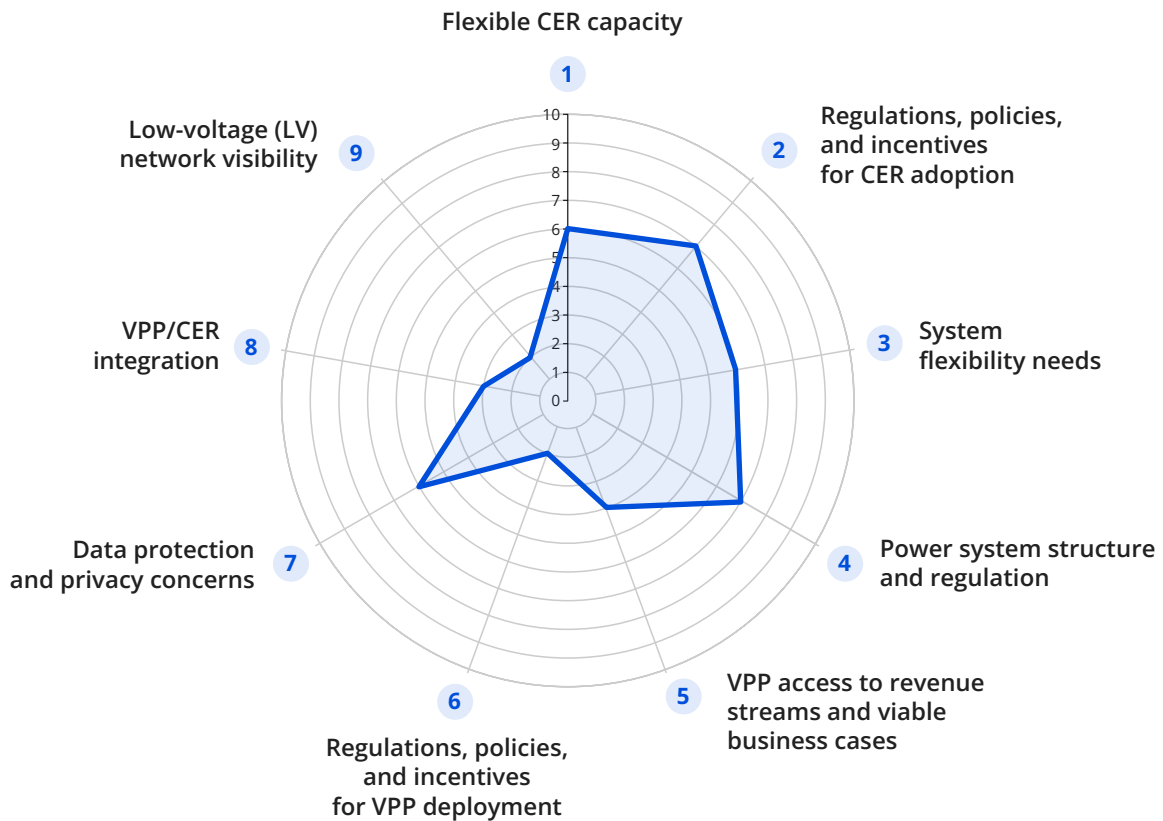 Flexible CER capacity
1
Regulations, policies,
and incentives
for CER adoption
2
System
flexibility needs
3
Power system structure
and regulation
4
VPP access to revenue
streams and viable
business cases
5
6
Regulations, policies,
and incentives
for VPP deployment
7
Data protection
and privacy concerns
8
VPP/CER
integration
9
Low-voltage (LV)
network visibility
10
9
8
7
6
5
4
3
2
1
0